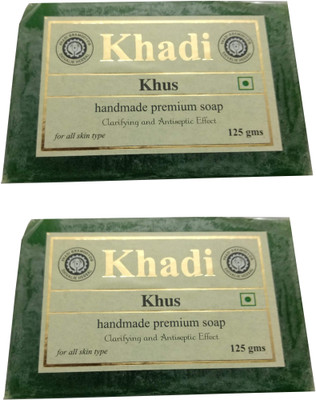 Khadi
Khus
handmade premium soap
Clarifying and Antiseptic Effect
for all skin type 125 gms
Khadi
Khus
handmade premium soap
Clarifying and Antiseptic Effect
for all skin type 125 gms